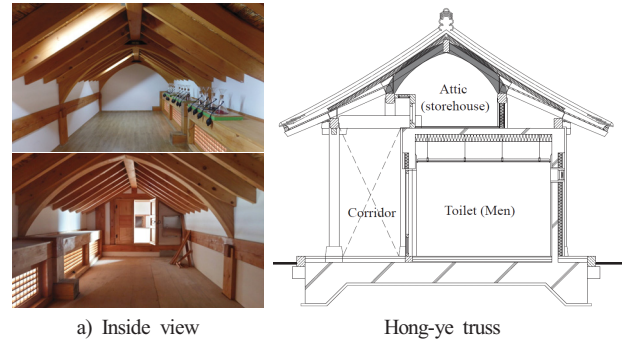 Attic
(storehouse)
Corridor
Toilet (Men)
a) Inside view
Hong-ye truss